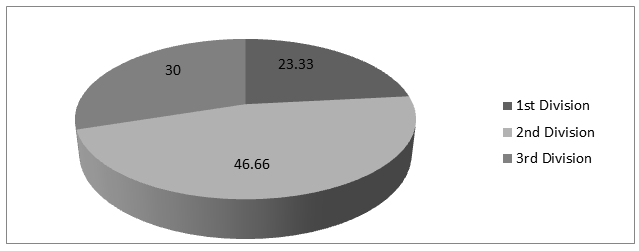 23.33
30
46.66
1st Division
2nd Division
3rd Division